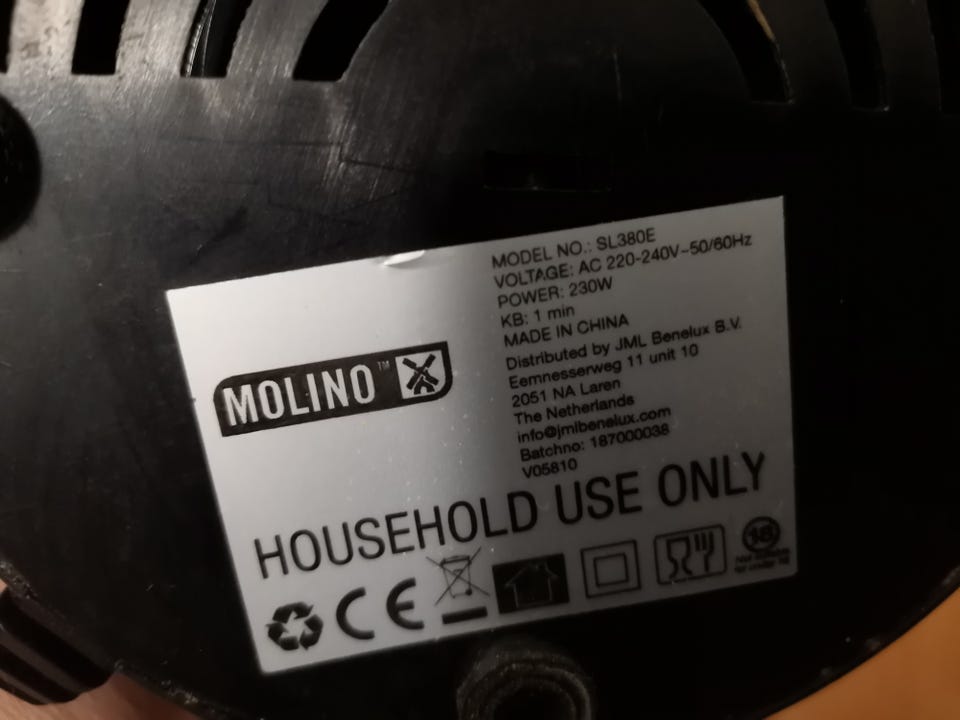 MODEL NO.: SL380E
VOLTAGE: AC 220-240V~50/60Hz
POWER: 230W
KB: 1 min
MADE IN CHINA
Distributed by JML Benelux B.V.
Eemnesserweg 11 unit 10
2051 NA Laren
The Netherlands
info@jmlbenelux.com
Batchno: 187000038
V05810
MOLINO™
HOUSEHOLD USE ONLY
CE
18